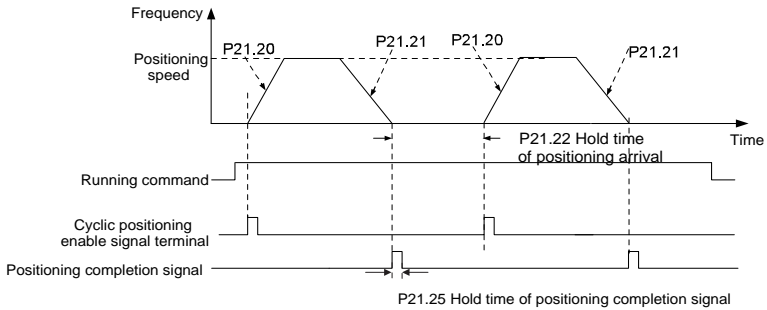 Frequency
Positioning
speed
P21.20
P21.21
P21.20
P21.21
Time
P21.22 Hold time
of positioning arrival
Running command
Cyclic positioning
enable signal terminal
Positioning completion signal
P21.25 Hold time of positioning completion signal